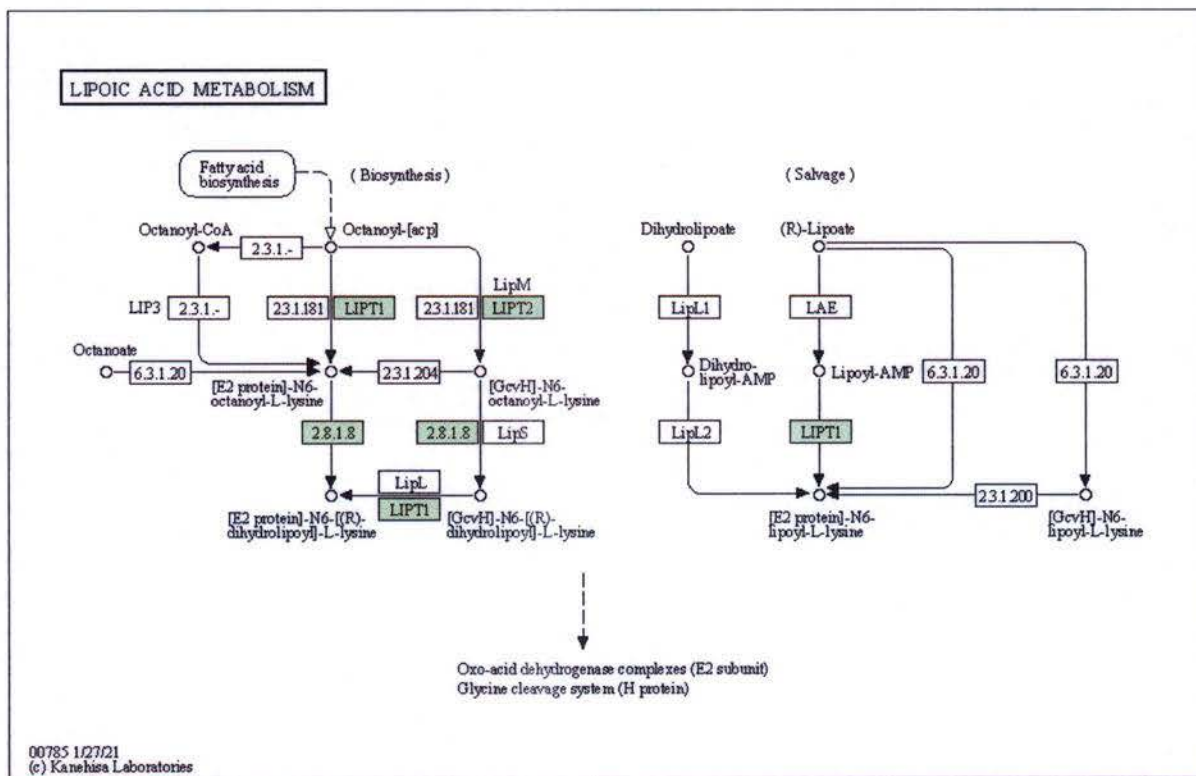 LIPOIC ACID METABOLISM
Fatty acid
biosynthesis
( Biosynthesis )
( Salvage )
Octanoyl-CoA
2.3.1.-
Octanoyl-[acp]
Dihydrolipoate
(R)-Lipoate
LIP3
2.3.1.-
2.3.1.181
LIPT1
2.3.1.181
LipM
LIPT2
LipL1
LAE
Octanoate
6.3.1.20
[E2 protein]-N6-
octanoyl-L-lysine
2.3.1.204
[GcvH]-N6-
octanoyl-L-lysine
Dihydro-
lipoyl-AMP
Lipoyl-AMP
6.3.1.20
6.3.1.20
2.8.1.8
2.8.1.8
LipS
LipL2
LIPT1
LipL
LIPT1
[E2 protein]-N6-[(R)-
dihydrolipoyl]-L-lysine
[GcvH]-N6-[(R)-
dihydrolipoyl]-L-lysine
[E2 protein]-N6-
lipoyl-L-lysine
2.3.1.200
[GcvH]-N6-
lipoyl-L-lysine
Oxo-acid dehydrogenase complexes (E2 subunit)
Glycine cleavage system (H protein)
00785 1/27/21
(c) Kanehisa Laboratories